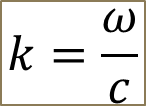 k = ω/c